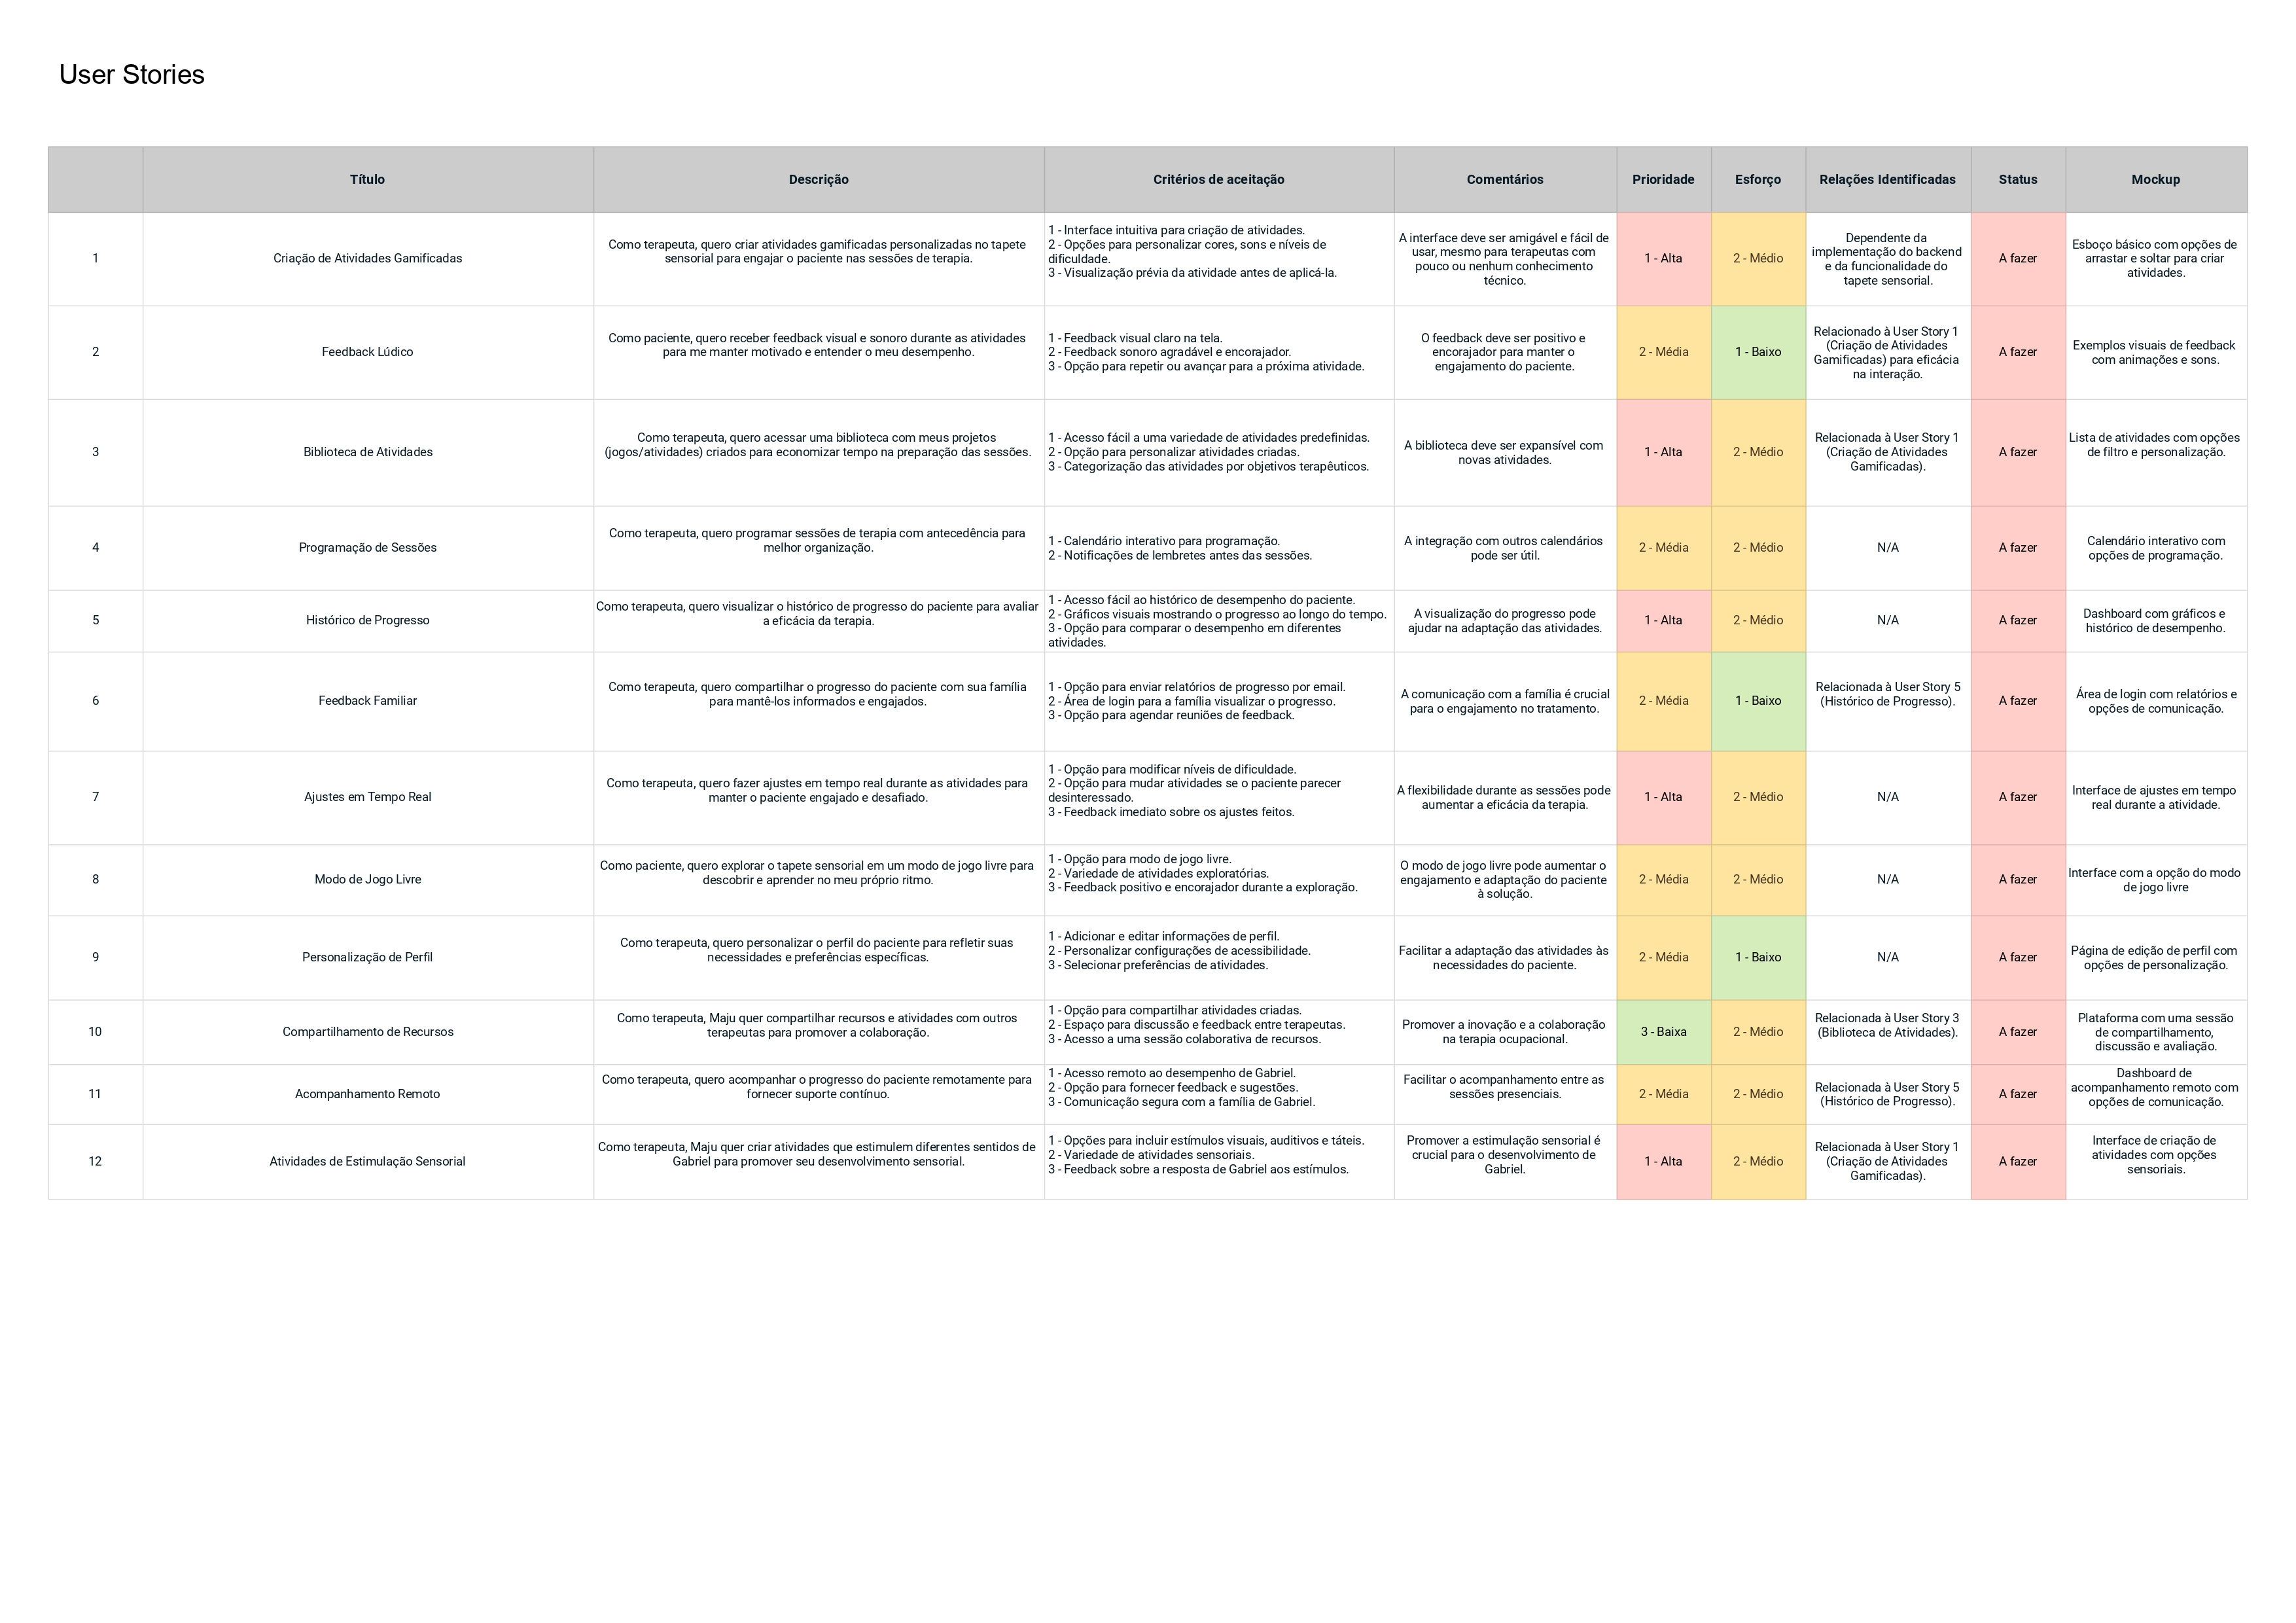 User Stories
Título Descrição Critérios de aceitação Comentários Prioridade Esforço Relações Identificadas Status Mockup
1
Criação de Atividades Gamificadas
Como terapeuta, quero criar atividades gamificadas personalizadas no tapete
sensorial para engajar o paciente nas sessões de terapia.
1 - Interface intuitiva para criação de atividades.
2 - Opções para personalizar cores, sons e níveis de
dificuldade.
3 - Visualização prévia da atividade antes de aplicá-la.
A interface deve ser amigável e fácil de
usar, mesmo para terapeutas com
pouco ou nenhum conhecimento
técnico.
1 - Alta
2 - Médio
Dependente da
implementação do backend
e da funcionalidade do
tapete sensorial.
A fazer
Esboço básico com opções de
arrastar e soltar para criar
atividades.
2
Feedback Lúdico
Como paciente, quero receber feedback visual e sonoro durante as atividades
para me manter motivado e entender o meu desempenho.
1 - Feedback visual claro na tela.
2 - Feedback sonoro agradável e encorajador.
3 - Opção para repetir ou avançar para a próxima atividade.
O feedback deve ser positivo e
encorajador para manter o
engajamento do paciente.
2 - Média
1 - Baixo
Relacionado à User Story 1
(Criação de Atividades
Gamificadas) para eficácia
na interação.
A fazer
Exemplos visuais de feedback
com animações e sons.
3
Biblioteca de Atividades
Como terapeuta, quero acessar uma biblioteca com meus projetos
(jogos/atividades) criados para economizar tempo na preparação das sessões.
1 - Acesso fácil a uma variedade de atividades predefinidas.
2 - Opção para personalizar atividades criadas.
3 - Categorização das atividades por objetivos terapêuticos.
A biblioteca deve ser expansível com
novas atividades.
1 - Alta
2 - Médio
Relacionada à User Story 1
(Criação de Atividades
Gamificadas).
A fazer
Lista de atividades com opções
de filtro e personalização.
4
Programação de Sessões
Como terapeuta, quero programar sessões de terapia com antecedência para
melhor organização.
1 - Calendário interativo para programação.
2 - Notificações de lembretes antes das sessões.
A integração com outros calendários
pode ser útil.
2 - Média
2 - Médio
N/A
A fazer
Calendário interativo com
opções de programação.
5
Histórico de Progresso
Como terapeuta, quero visualizar o histórico de progresso do paciente para avaliar
a eficácia da terapia.
1 - Acesso fácil ao histórico de desempenho do paciente.
2 - Gráficos visuais mostrando o progresso ao longo do tempo.
3 - Opção para comparar o desempenho em diferentes
atividades.
A visualização do progresso pode
ajudar na adaptação das atividades.
1 - Alta
2 - Médio
N/A
A fazer
Dashboard com gráficos e
histórico de desempenho.
6
Feedback Familiar
Como terapeuta, quero compartilhar o progresso do paciente com sua família
para mantê-los informados e engajados.
1 - Opção para enviar relatórios de progresso por email.
2 - Área de login para a família visualizar o progresso.
3 - Opção para agendar reuniões de feedback.
A comunicação com a família é crucial
para o engajamento no tratamento.
2 - Média
1 - Baixo
Relacionada à User Story 5
(Histórico de Progresso).
A fazer
Área de login com relatórios e
opções de comunicação.
7
Ajustes em Tempo Real
Como terapeuta, quero fazer ajustes em tempo real durante as atividades para
manter o paciente engajado e desafiado.
1 - Opção para modificar níveis de dificuldade.
2 - Opção para mudar atividades se o paciente parecer
desinteressado.
3 - Feedback imediato sobre os ajustes feitos.
A flexibilidade durante as sessões pode
aumentar a eficácia da terapia.
1 - Alta
2 - Médio
N/A
A fazer
Interface de ajustes em tempo
real durante a atividade.
8
Modo de Jogo Livre
Como paciente, quero explorar o tapete sensorial em um modo de jogo livre para
descobrir e aprender no meu próprio ritmo.
1 - Opção para modo de jogo livre.
2 - Variedade de atividades exploratórias.
3 - Feedback positivo e encorajador durante a exploração.
O modo de jogo livre pode aumentar o
engajamento e adaptação do paciente
à solução.
2 - Média
2 - Médio
N/A
A fazer
Interface com a opção do modo
de jogo livre
9
Personalização de Perfil
Como terapeuta, quero personalizar o perfil do paciente para refletir suas
necessidades e preferências específicas.
1 - Adicionar e editar informações de perfil.
2 - Personalizar configurações de acessibilidade.
3 - Selecionar preferências de atividades.
Facilitar a adaptação das atividades às
necessidades do paciente.
2 - Média
1 - Baixo
N/A
A fazer
Página de edição de perfil com
opções de personalização.
10
Compartilhamento de Recursos
Como terapeuta, Maju quer compartilhar recursos e atividades com outros
terapeutas para promover a colaboração.
1 - Opção para compartilhar atividades criadas.
2 - Espaço para discussão e feedback entre terapeutas.
3 - Acesso a uma sessão colaborativa de recursos.
Promover a inovação e a colaboração
na terapia ocupacional.
3 - Baixa
2 - Médio
Relacionada à User Story 3
(Biblioteca de Atividades).
A fazer
Plataforma com uma sessão
de compartilhamento,
discussão e avaliação.
11
Acompanhamento Remoto
Como terapeuta, quero acompanhar o progresso do paciente remotamente para
fornecer suporte contínuo.
1 - Acesso remoto ao desempenho de Gabriel.
2 - Opção para fornecer feedback e sugestões.
3 - Comunicação segura com a família de Gabriel.
Facilitar o acompanhamento entre as
sessões presenciais.
2 - Média
2 - Médio
Relacionada à User Story 5
(Histórico de Progresso).
A fazer
Dashboard de
acompanhamento remoto com
opções de comunicação.
12
Atividades de Estimulação Sensorial
Como terapeuta, Maju quer criar atividades que estimulem diferentes sentidos de
Gabriel para promover seu desenvolvimento sensorial.
1 - Opções para incluir estímulos visuais, auditivos e táteis.
2 - Variedade de atividades sensoriais.
3 - Feedback sobre a resposta de Gabriel aos estímulos.
Promover a estimulação sensorial é
crucial para o desenvolvimento de
Gabriel.
1 - Alta
2 - Médio
Relacionada à User Story 1
(Criação de Atividades
Gamificadas).
A fazer
Interface de criação de
atividades com opções
sensoriais.